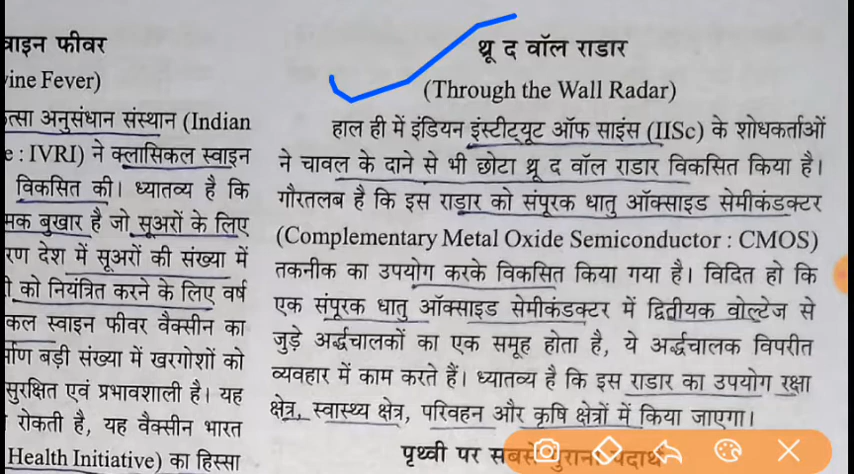 वाइन फीवर
ine Fever)
त्सा अनुसंधान संस्थान (Indian
e : IVRI) ने क्लासिकल स्वाइन
विकसित की। ध्यातव्य है कि
मक बुखार है जो सूअरों के लिए
रण देश में सूअरों की संख्या में
को नियंत्रित करने के लिए वर्ष
कल स्वाइन फीवर वैक्सीन का
र्माण बड़ी संख्या में खरगोशों को
सुरक्षित एवं प्रभावशाली है। यह
रोकती है, यह वैक्सीन भारत
Health Initiative) का हिस्सा
थ्रू द वॉल राडार
(Through the Wall Radar)
हाल ही में इंडियन इंस्टीट्यूट ऑफ साइंस (IISc) के शोधकर्ताओं
ने चावल के दाने से भी छोटा थ्रू द वॉल राडार विकसित किया है।
गौरतलब है कि इस राडार को संपूरक धातु ऑक्साइड सेमीकंडक्टर
(Complementary Metal Oxide Semiconductor : CMOS)
तकनीक का उपयोग करके विकसित किया गया है। विदित हो कि
एक संपूरक धातु ऑक्साइड सेमीकंडक्टर में द्वितीयक वोल्टेज से
जुड़े अर्द्धचालकों का एक समूह होता है, ये अर्द्धचालक विपरीत
व्यवहार में काम करते हैं। ध्यातव्य है कि इस राडार का उपयोग रक्षा
क्षेत्र, स्वास्थ्य क्षेत्र, परिवहन और कृषि क्षेत्रों में किया जाएगा।
पृथ्वी पर सबसे पुराना पदार्थ